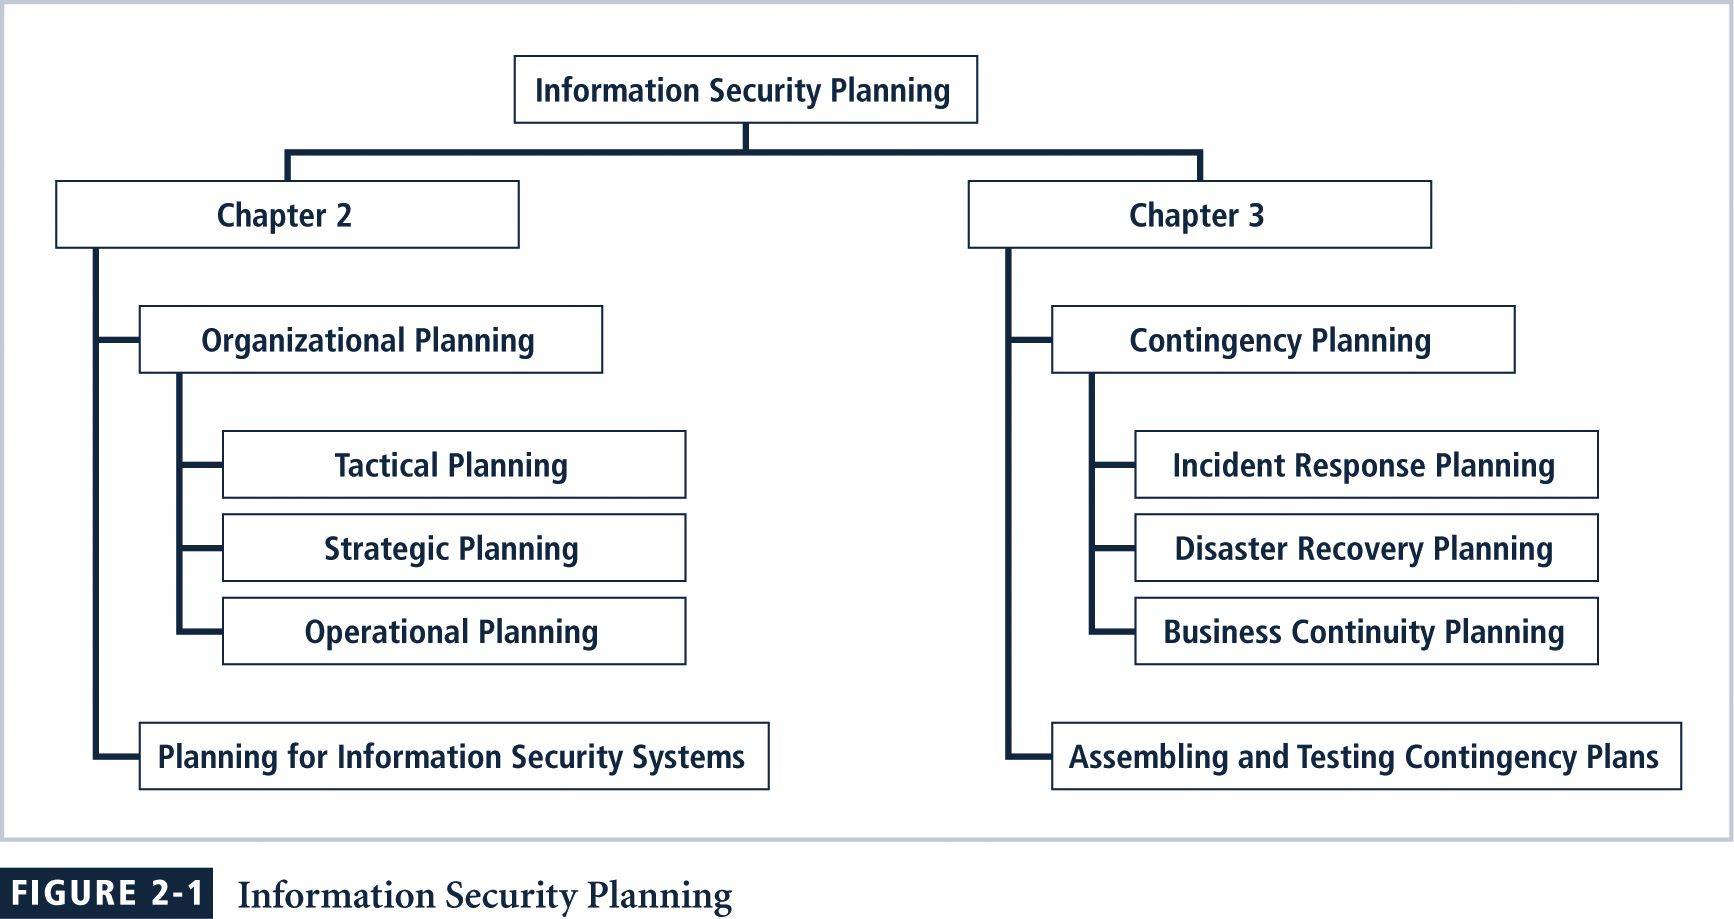 Information Security Planning
Chapter 2
Organizational Planning
Tactical Planning
Strategic Planning
Operational Planning
Planning for Information Security Systems
Chapter 3
Contingency Planning
Incident Response Planning
Disaster Recovery Planning
Business Continuity Planning
Assembling and Testing Contingency Plans
FIGURE 2-1 Information Security Planning